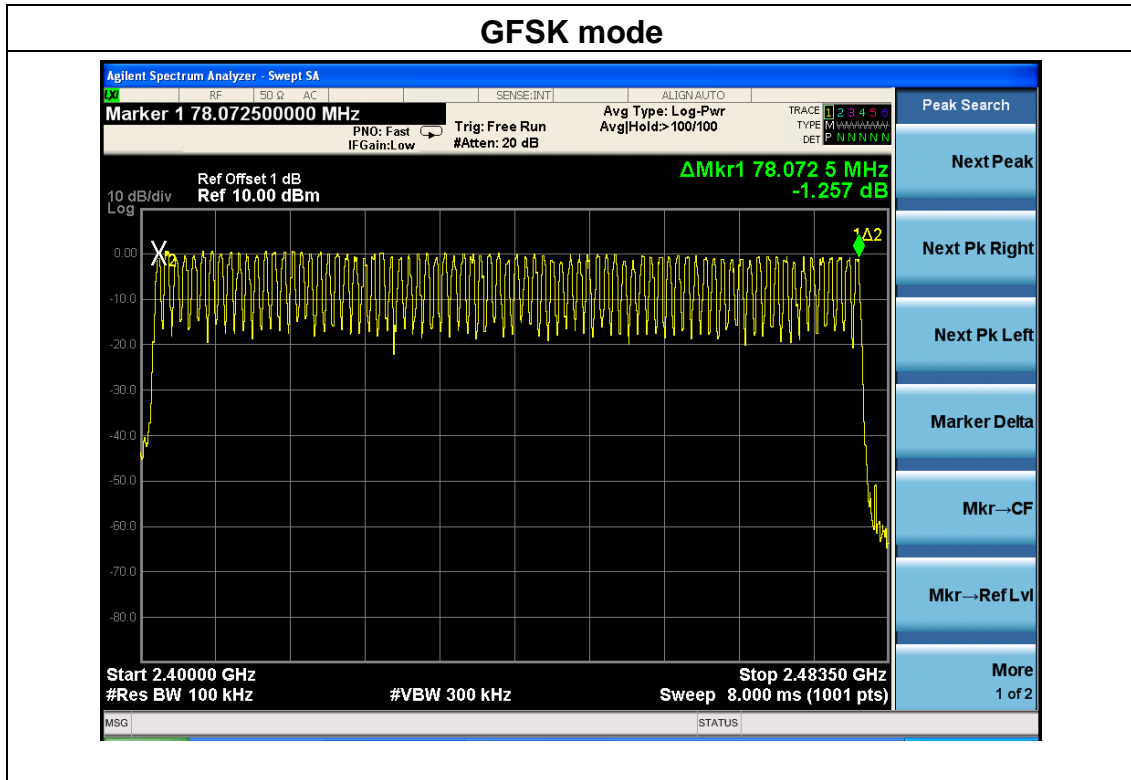 GFSK mode
Agilent Spectrum Analyzer - Swept SA
LXI RF 50 Ω AC SENSE:INT ALIGN AUTO
Marker 1 78.072500000 MHz
PNO: Fast
IFGain:Low
Trig: Free Run
#Atten: 20 dB
Avg Type: Log-Pwr
Avg|Hold:>100/100
TRACE 1 2 3 4 5 6
TYPE M WWWWW
DET P N N N N N
Peak Search
Next Peak
Next Pk Right
Next Pk Left
Marker Delta
Mkr→CF
Mkr→Ref Lvl
More
1 of 2
ΔMkr1 78.072 5 MHz
-1.257 dB
Ref Offset 1 dB
10 dB/div Ref 10.00 dBm
Log
1Δ2
X2
0.00
-10.0
-20.0
-30.0
-40.0
-50.0
-60.0
-70.0
-80.0
Start 2.40000 GHz Stop 2.48350 GHz
#Res BW 100 kHz #VBW 300 kHz Sweep 8.000 ms (1001 pts)
MSG STATUS